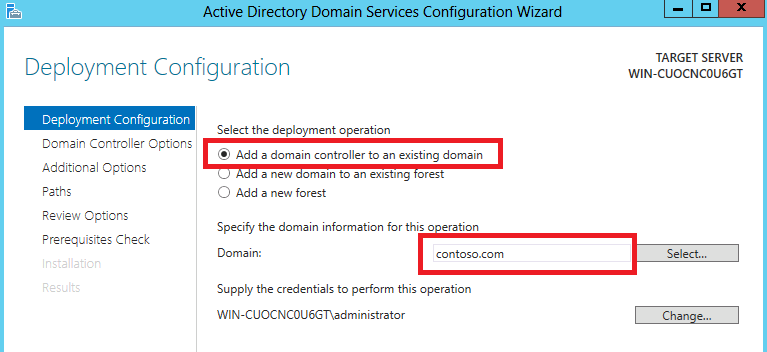 Active Directory Domain Services Configuration Wizard
Deployment Configuration
TARGET SERVER
WIN-CUOCNC0U6GT
Deployment Configuration
Domain Controller Options
Additional Options
Paths
Review Options
Prerequisites Check
Installation
Results
Select the deployment operation
Add a domain controller to an existing domain
Add a new domain to an existing forest
Add a new forest
Specify the domain information for this operation
Domain:
contoso.com
Select...
Supply the credentials to perform this operation
WIN-CUOCNC0U6GT\administrator
Change...